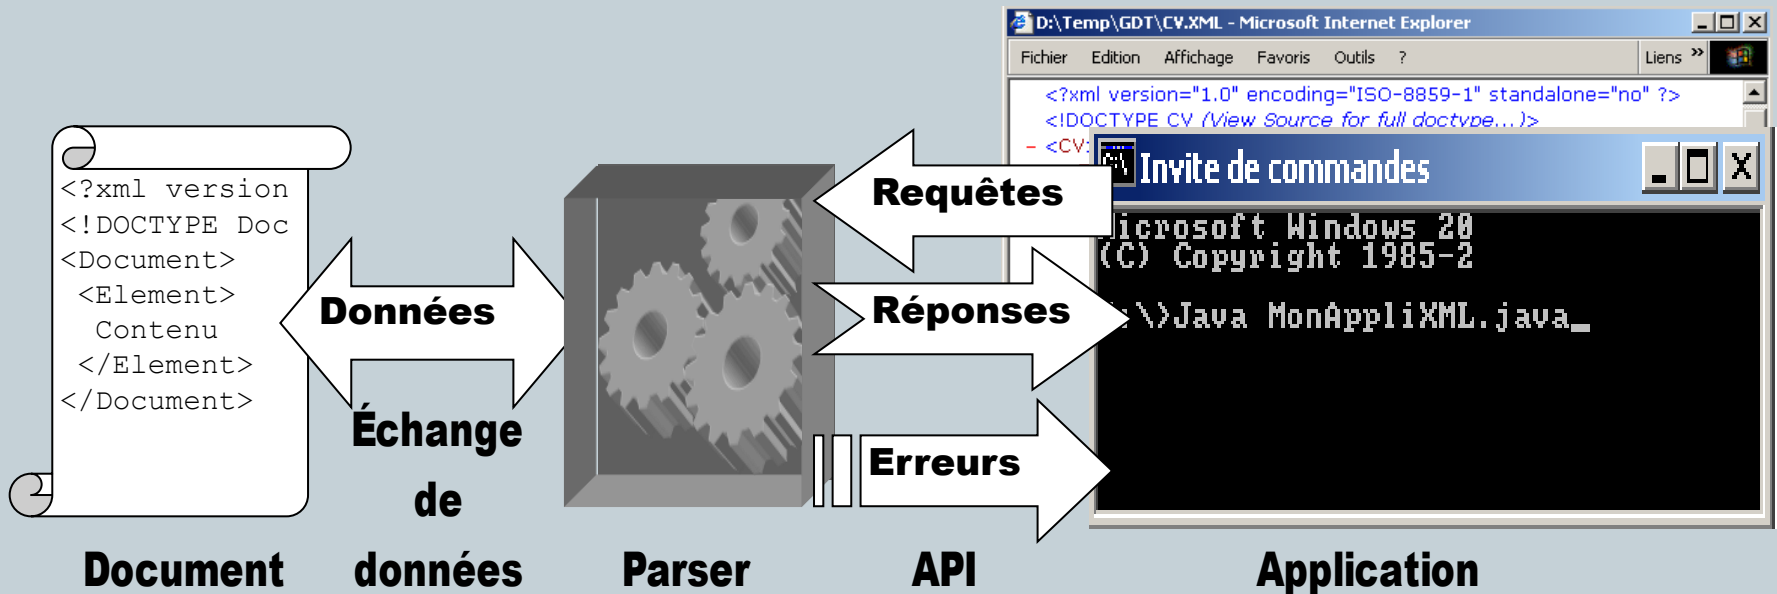 D:\Temp\GDT\CV.XML - Microsoft Internet Explorer
Fichier Edition Affichage Favoris Outils ? Liens »
<?xml version="1.0" encoding="ISO-8859-1" standalone="no" ?>
<!DOCTYPE CV (View Source for full doctype...)>
- <CV
Invite de commandes
Microsoft Windows 20
(C) Copyright 1985-2
:\>Java MonAppliXML.java_
<?xml version
<!DOCTYPE Doc
<Document>
<Element>
Contenu
</Element>
</Document>
Données
Requêtes
Réponses
Erreurs
Échange
de
données
Document
Parser
API
Application